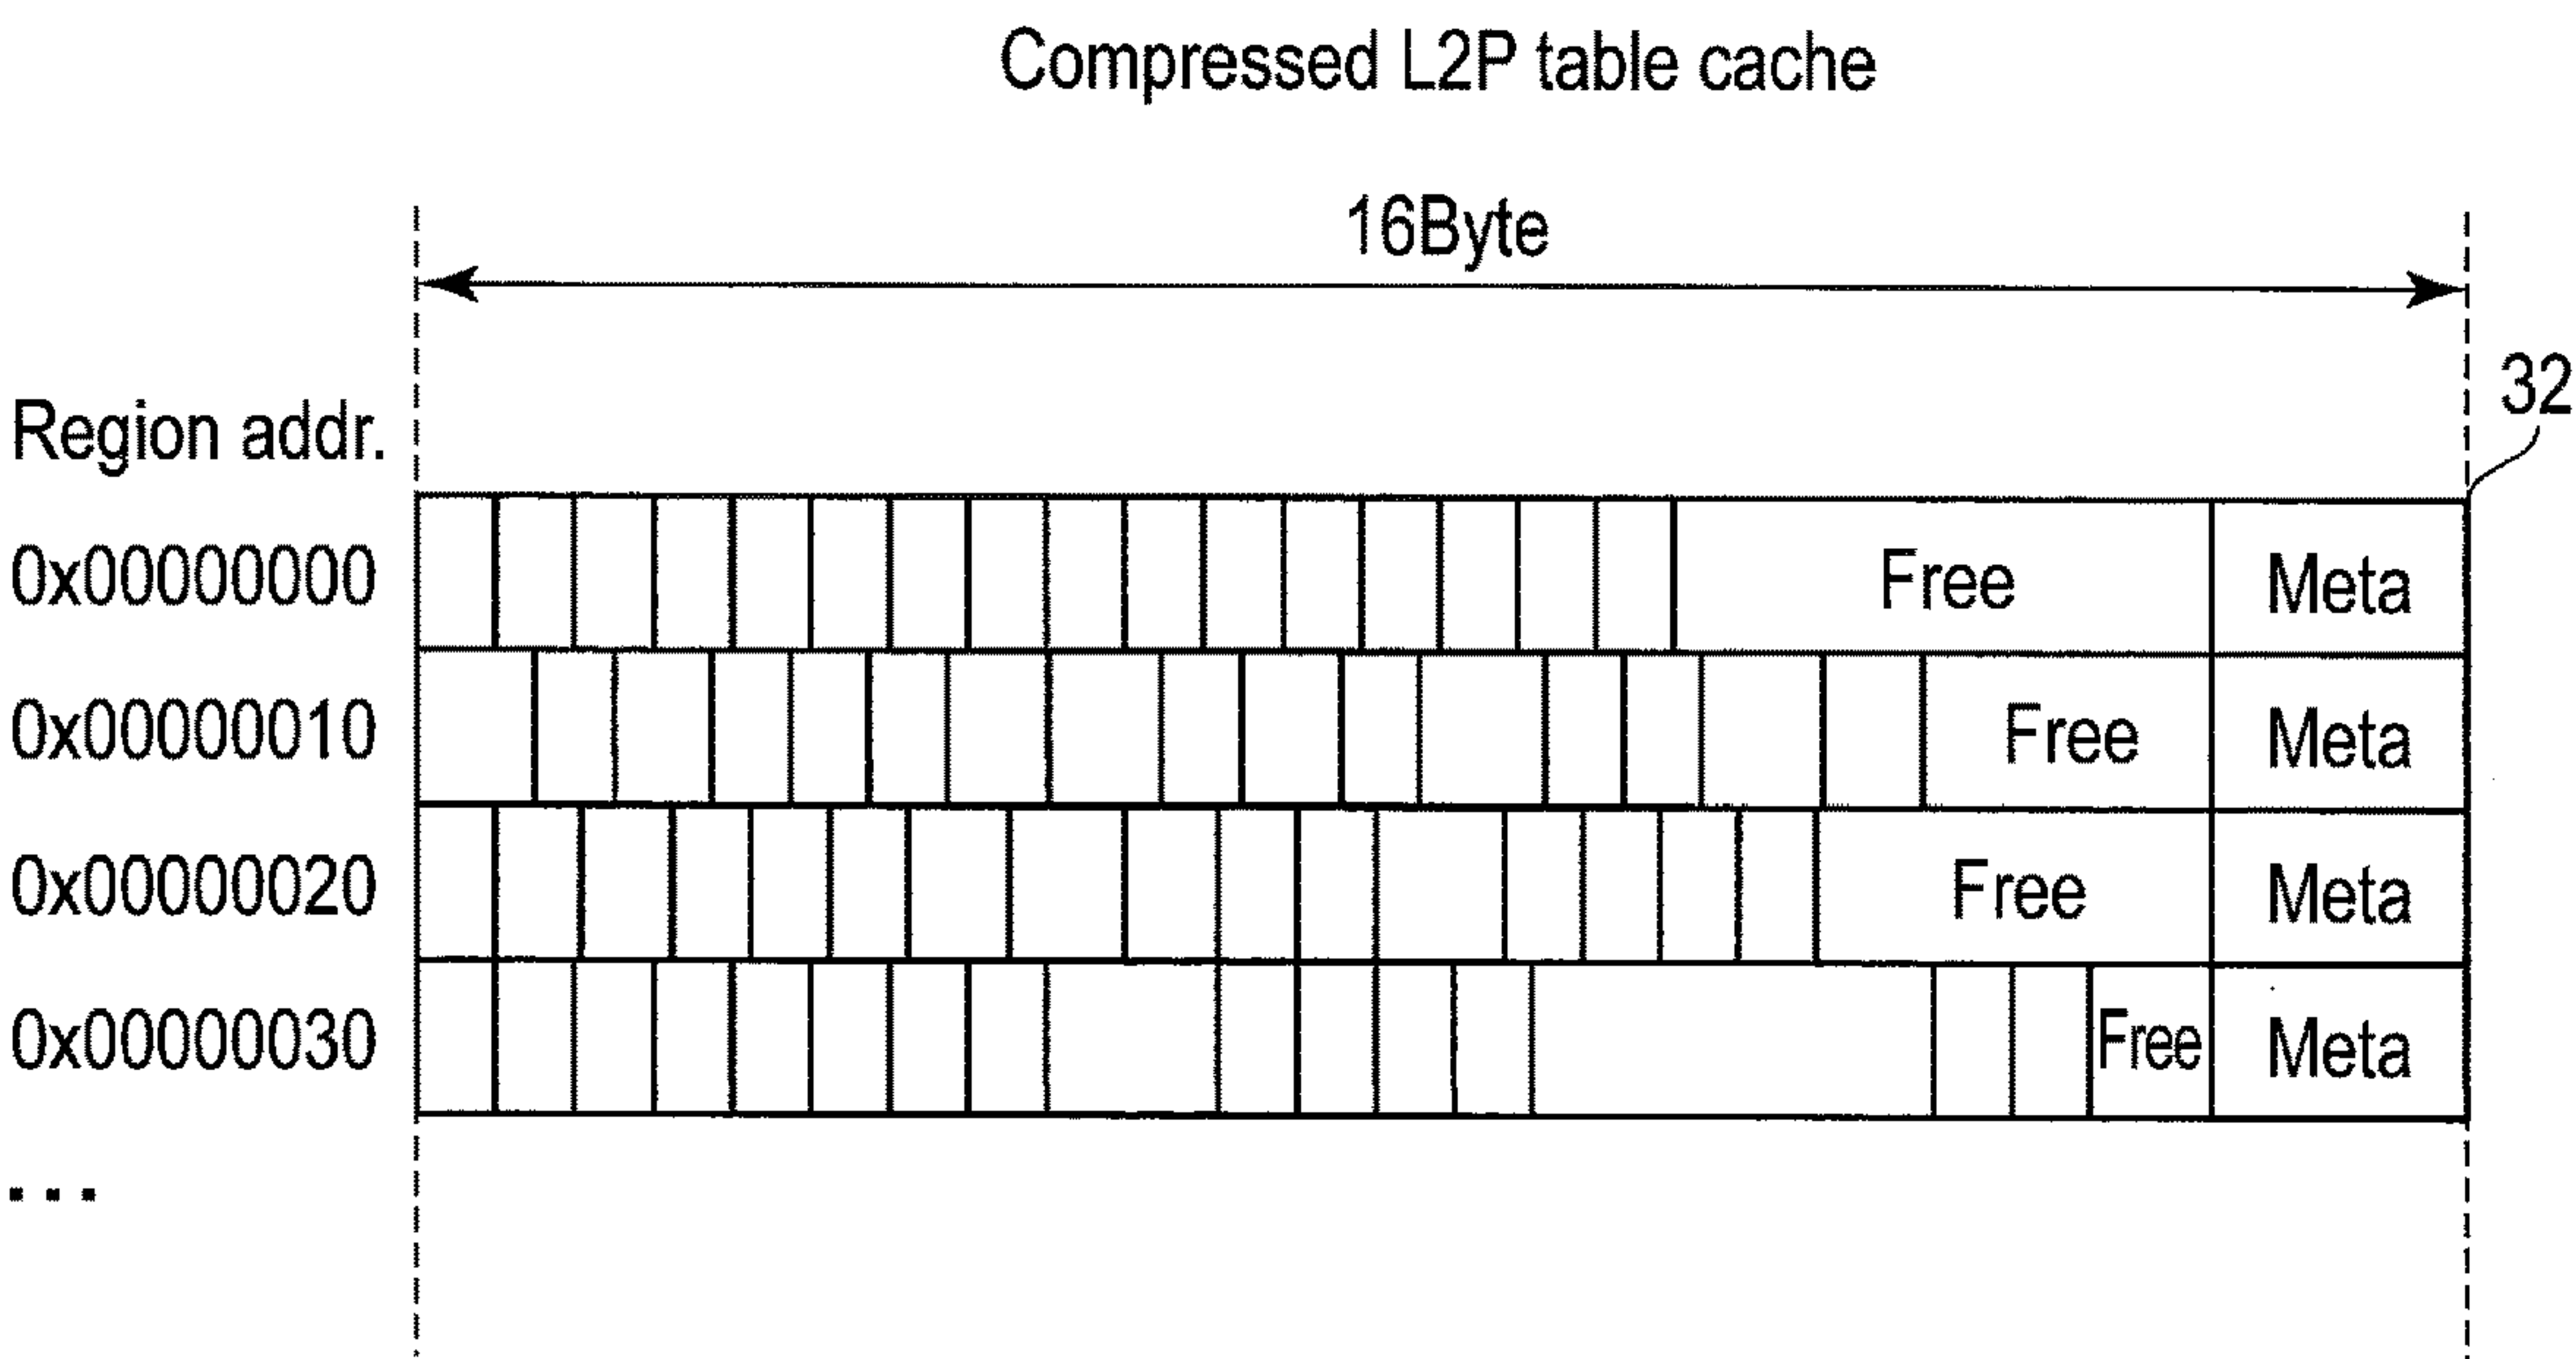 Compressed L2P table cache
16Byte
32
Region addr.
0x00000000 Free Meta
0x00000010 Free Meta
0x00000020 Free Meta
0x00000030 Free Meta
...